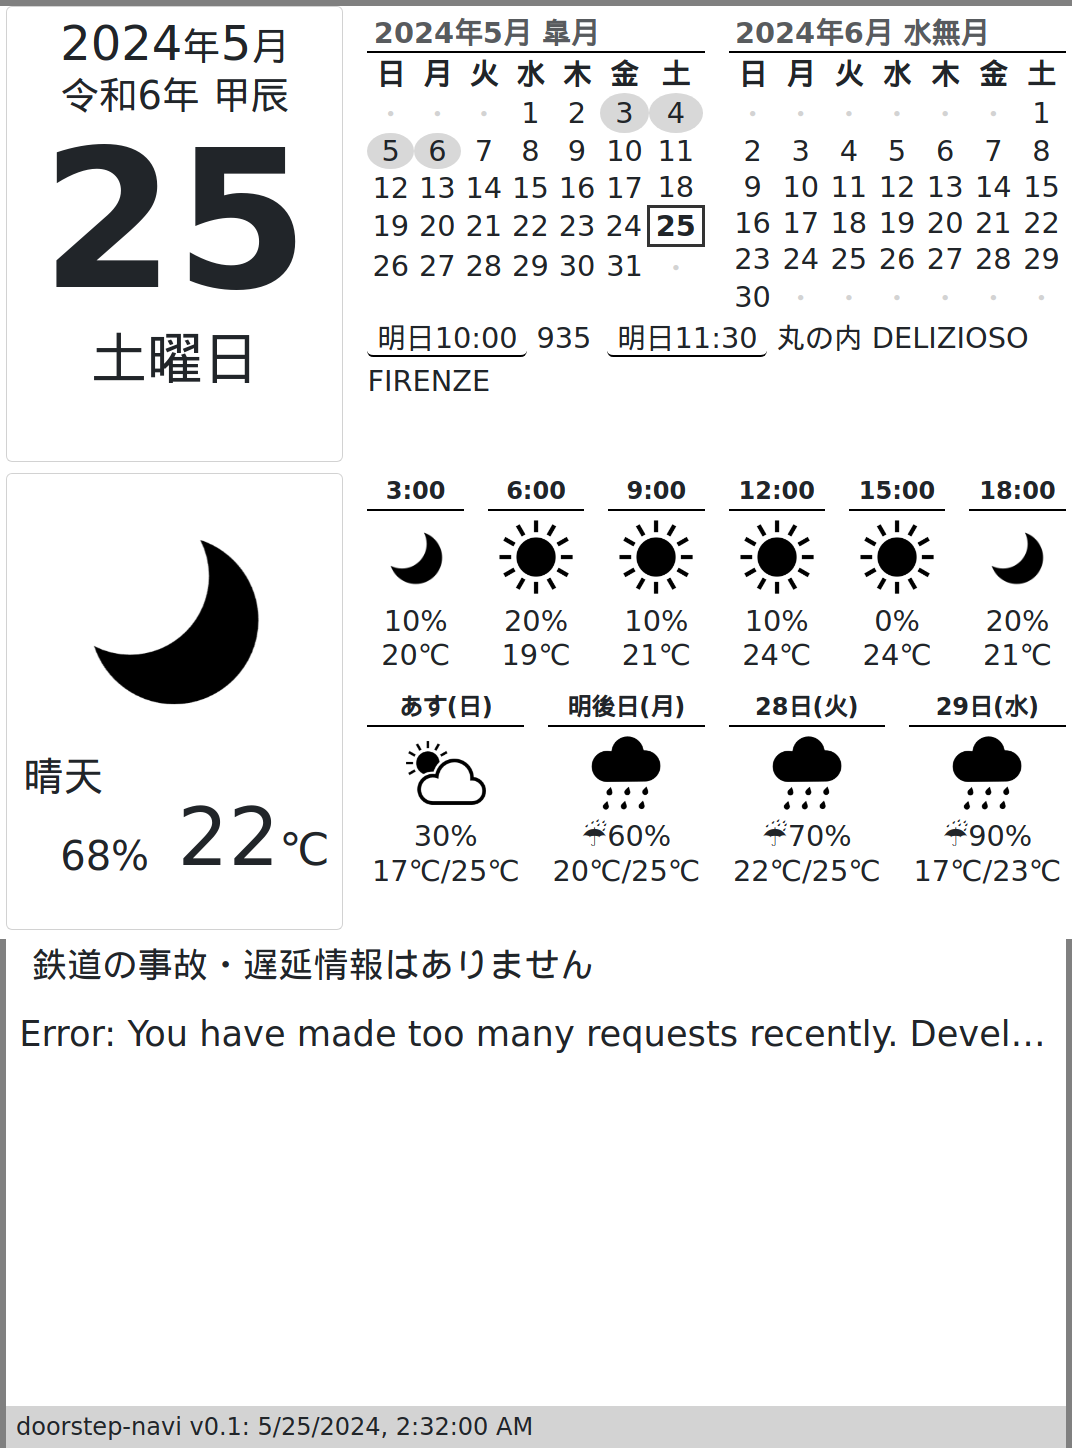 2024年5月
令和6年 甲辰
25
土曜日
2024年5月 皐月
日 月 火 水 木 金 土
1 2 3 4
5 6 7 8 9 10 11
12 13 14 15 16 17 18
19 20 21 22 23 24 25
26 27 28 29 30 31
2024年6月 水無月
日 月 火 水 木 金 土
1
2 3 4 5 6 7 8
9 10 11 12 13 14 15
16 17 18 19 20 21 22
23 24 25 26 27 28 29
30
明日10:00 935 明日11:30 丸の内 DELIZIOSO
FIRENZE
晴天
68% 22℃
3:00 6:00 9:00 12:00 15:00 18:00
10% 20% 10% 10% 0% 20%
20℃ 19℃ 21℃ 24℃ 24℃ 21℃
あす(日) 明後日(月) 28日(火) 29日(水)
30% ☔60% ☔70% ☔90%
17℃/25℃ 20℃/25℃ 22℃/25℃ 17℃/23℃
鉄道の事故・遅延情報はありません
Error: You have made too many requests recently. Devel...
doorstep-navi v0.1: 5/25/2024, 2:32:00 AM